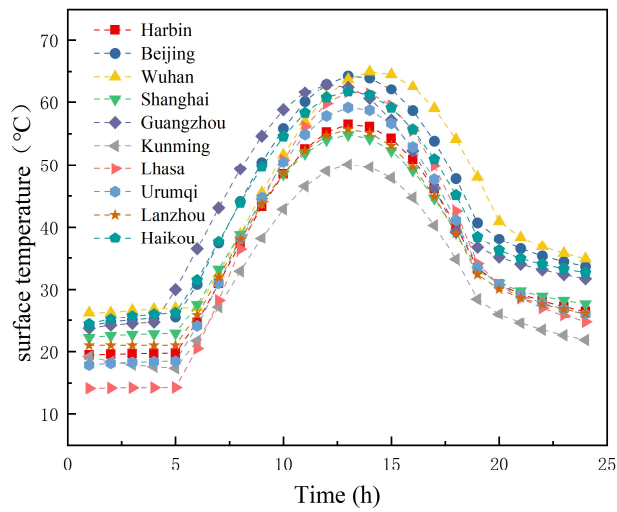 70
60
50
40
30
20
10
surface temperature（℃）
Harbin
Beijing
Wuhan
Shanghai
Guangzhou
Kunming
Lhasa
Urumqi
Lanzhou
Haikou
0 5 10 15 20 25
Time (h)